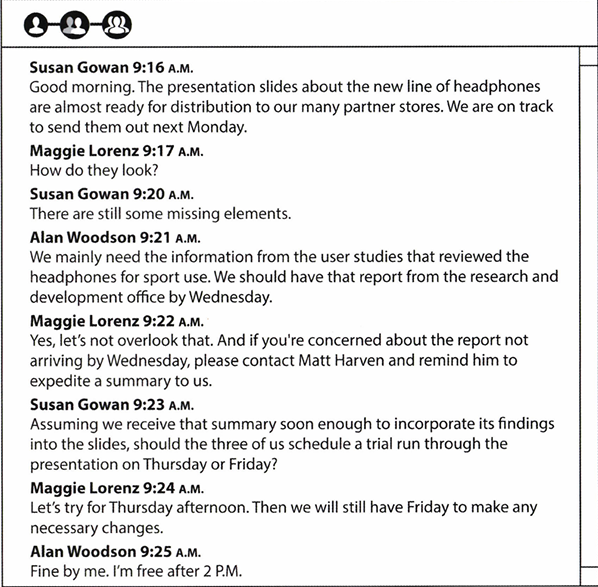 Susan Gowan 9:16 A.M.
Good morning. The presentation slides about the new line of headphones
are almost ready for distribution to our many partner stores. We are on track
to send them out next Monday.
Maggie Lorenz 9:17 A.M.
How do they look?
Susan Gowan 9:20 A.M.
There are still some missing elements.
Alan Woodson 9:21 A.M.
We mainly need the information from the user studies that reviewed the
headphones for sport use. We should have that report from the research and
development office by Wednesday.
Maggie Lorenz 9:22 A.M.
Yes, let's not overlook that. And if you're concerned about the report not
arriving by Wednesday, please contact Matt Harven and remind him to
expedite a summary to us.
Susan Gowan 9:23 A.M.
Assuming we receive that summary soon enough to incorporate its findings
into the slides, should the three of us schedule a trial run through the
presentation on Thursday or Friday?
Maggie Lorenz 9:24 A.M.
Let's try for Thursday afternoon. Then we will still have Friday to make any
necessary changes.
Alan Woodson 9:25 A.M.
Fine by me. I'm free after 2 P.M.